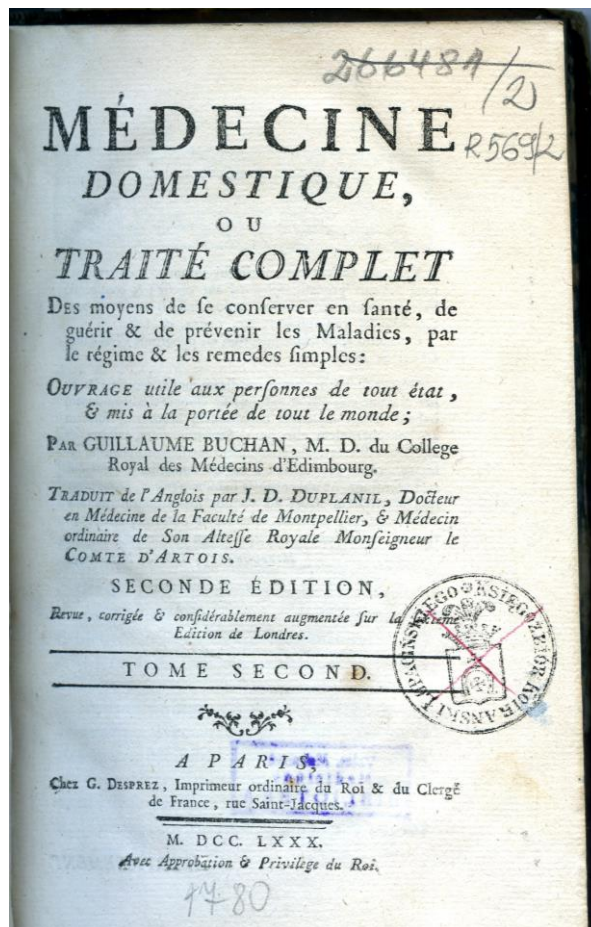 266481/2
R569/2
MÉDECINE
DOMESTIQUE,
OU
TRAITÉ COMPLET
DES moyens de ſe conſerver en ſanté, de
guérir & de prévenir les Maladies, par
le régime & les remedes ſimples:
OUVRAGE utile aux perſonnes de tout état,
& mis à la portée de tout le monde;
PAR GUILLAUME BUCHAN, M. D. du College
Royal des Médecins d'Edimbourg.
TRADUIT de l'Anglois par J. D. DUPLANIL, Docteur
en Médecine de la Faculté de Montpellier, & Médecin
ordinaire de Son Alteſſe Royale Monſeigneur le
COMTE D'ARTOIS.
SECONDE ÉDITION,
Revue, corrigée & conſidérablement augmentée ſur la
Edition de Londres.
KSIĘGOZBIÓR
TOME SECOND.
A PARIS,
Chez G. DESPREZ, Imprimeur ordinaire du Roi & du Clergé
de France, rue Saint-Jacques.
M. DCC. LXXX.
Avec Approbation & Privilege du Roi.
1780